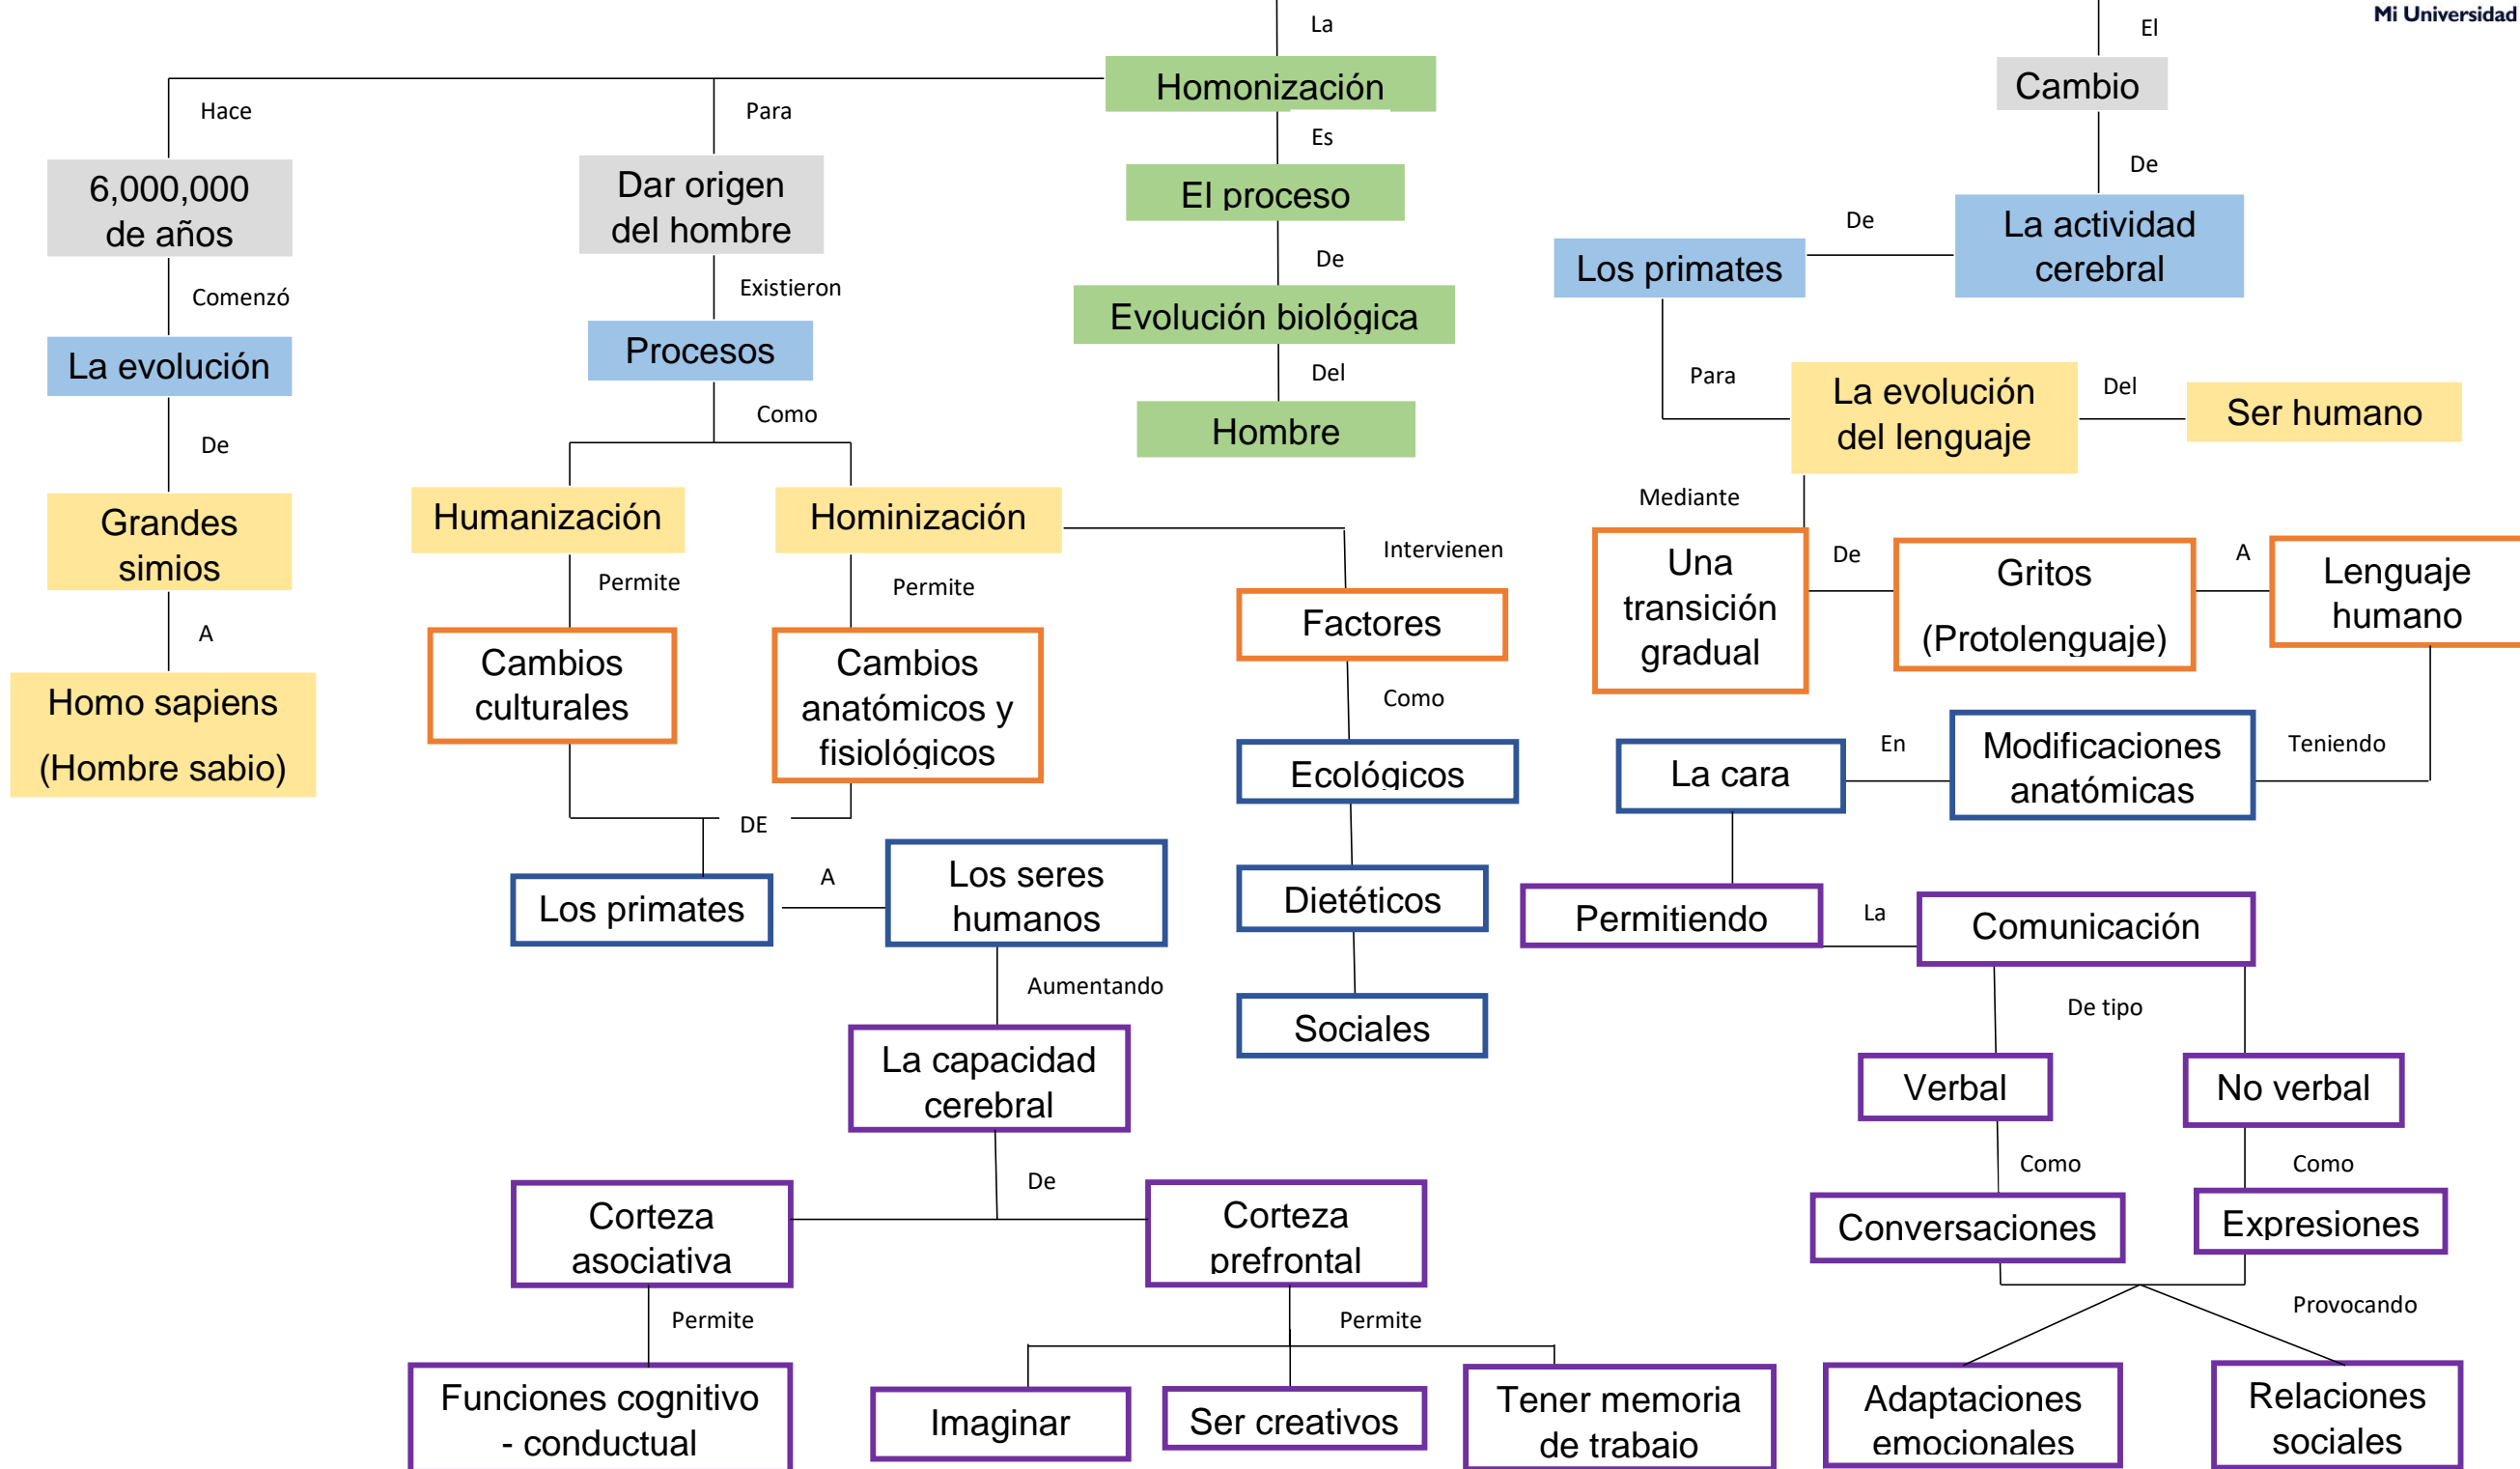 Mi Universidad
La
Homonización
Hace
Para
Es
6,000,000
de años
Dar origen
del hombre
El proceso
Comenzó
Existieron
De
La evolución
Procesos
Evolución biológica
De
Como
Del
Hombre
Grandes
simios
Humanización
Hominización
A
Permite
Permite
Intervienen
Homo sapiens
(Hombre sabio)
Cambios
culturales
Cambios
anatómicos y
fisiológicos
Factores
Como
DE
Ecológicos
Los primates
A
Los seres
humanos
Dietéticos
Aumentando
Sociales
La capacidad
cerebral
De
Corteza
asociativa
Corteza
prefrontal
Permite
Permite
Funciones cognitivo
- conductual
Imaginar
Ser creativos
Tener memoria
de trabajo
El
Cambio
De
La actividad
cerebral
De
Los primates
Para
La evolución
del lenguaje
Del
Ser humano
Mediante
Una
transición
gradual
De
Gritos
(Protolenguaje)
A
Lenguaje
humano
Teniendo
Modificaciones
anatómicas
En
La cara
Permitiendo
La
Comunicación
De tipo
Verbal
No verbal
Como
Como
Conversaciones
Expresiones
Provocando
Adaptaciones
emocionales
Relaciones
sociales